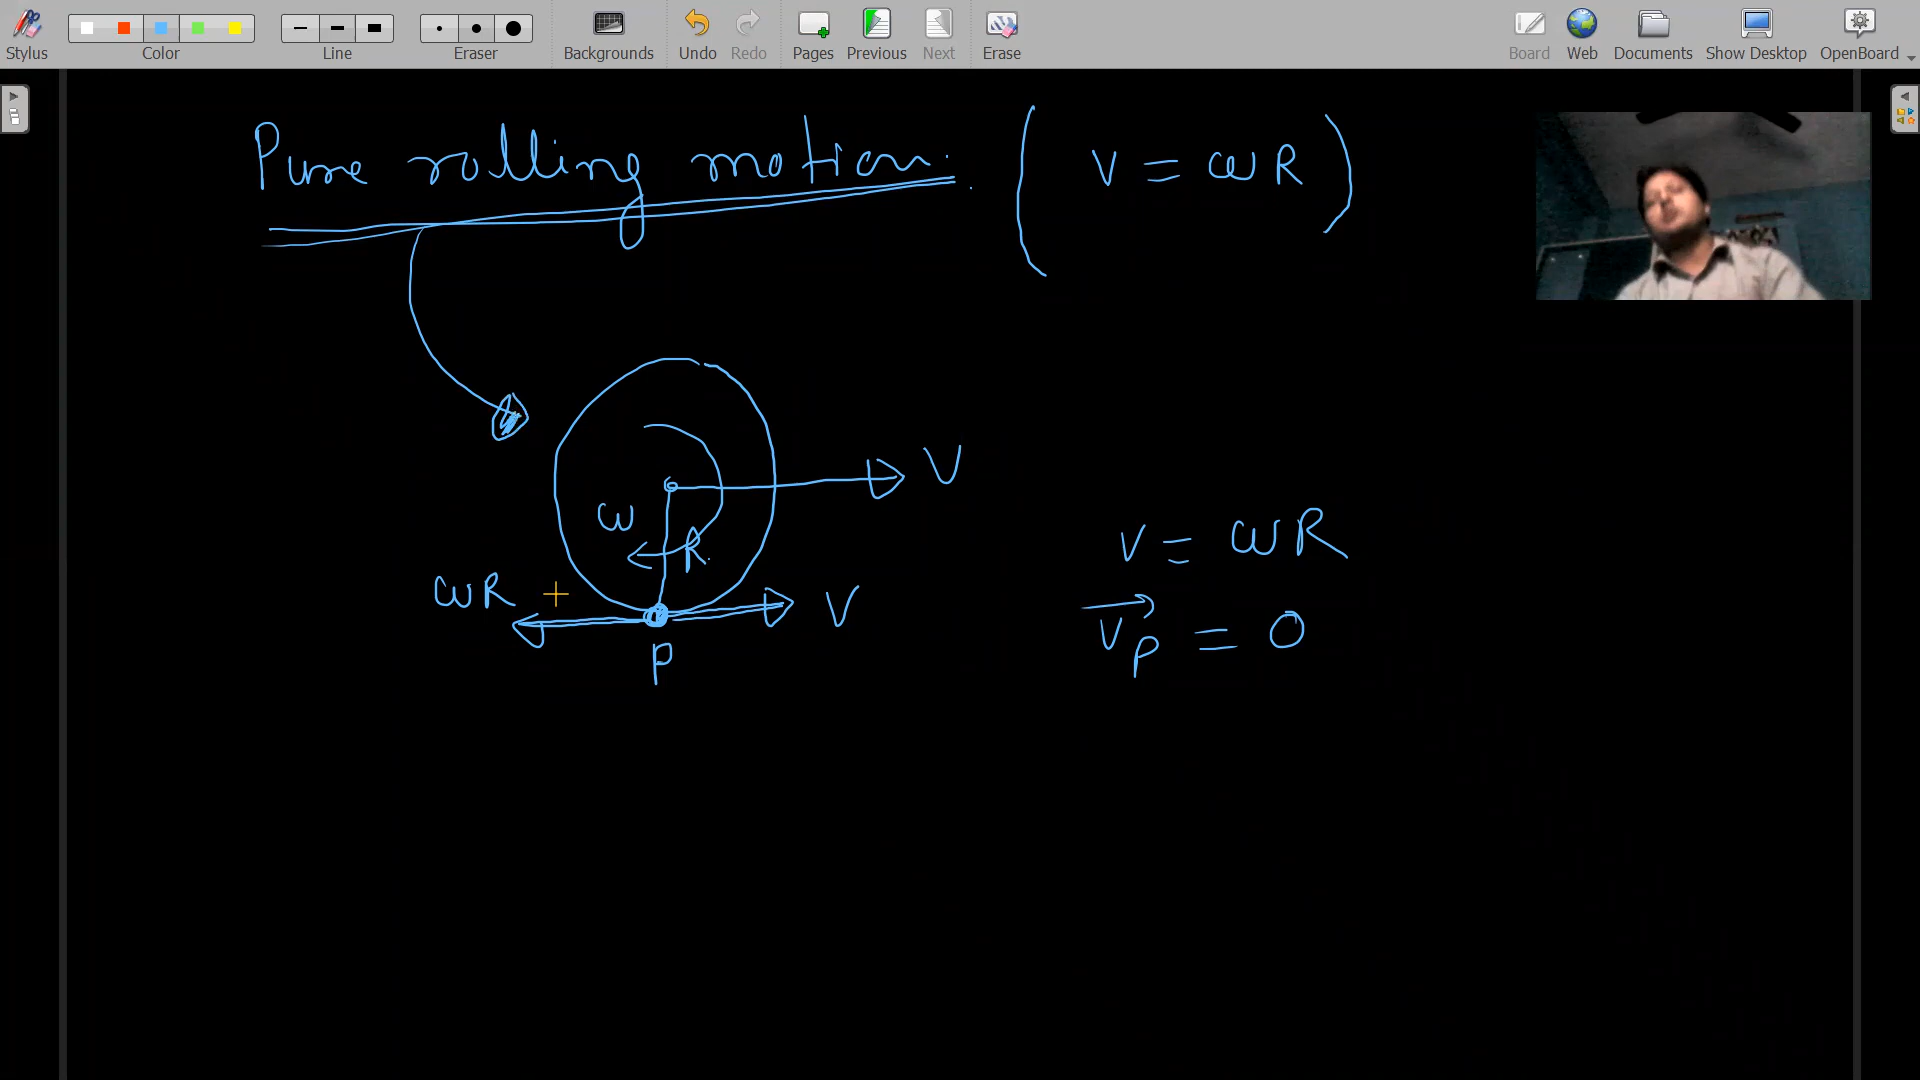 Stylus Color Line Eraser Backgrounds Undo Redo Pages Previous Next Erase Board Web Documents Show Desktop OpenBoard
Pure rolling motion. ( v = ωR )
V
ω
R
ωR
V
P
v = ωR
v⃗_P = 0